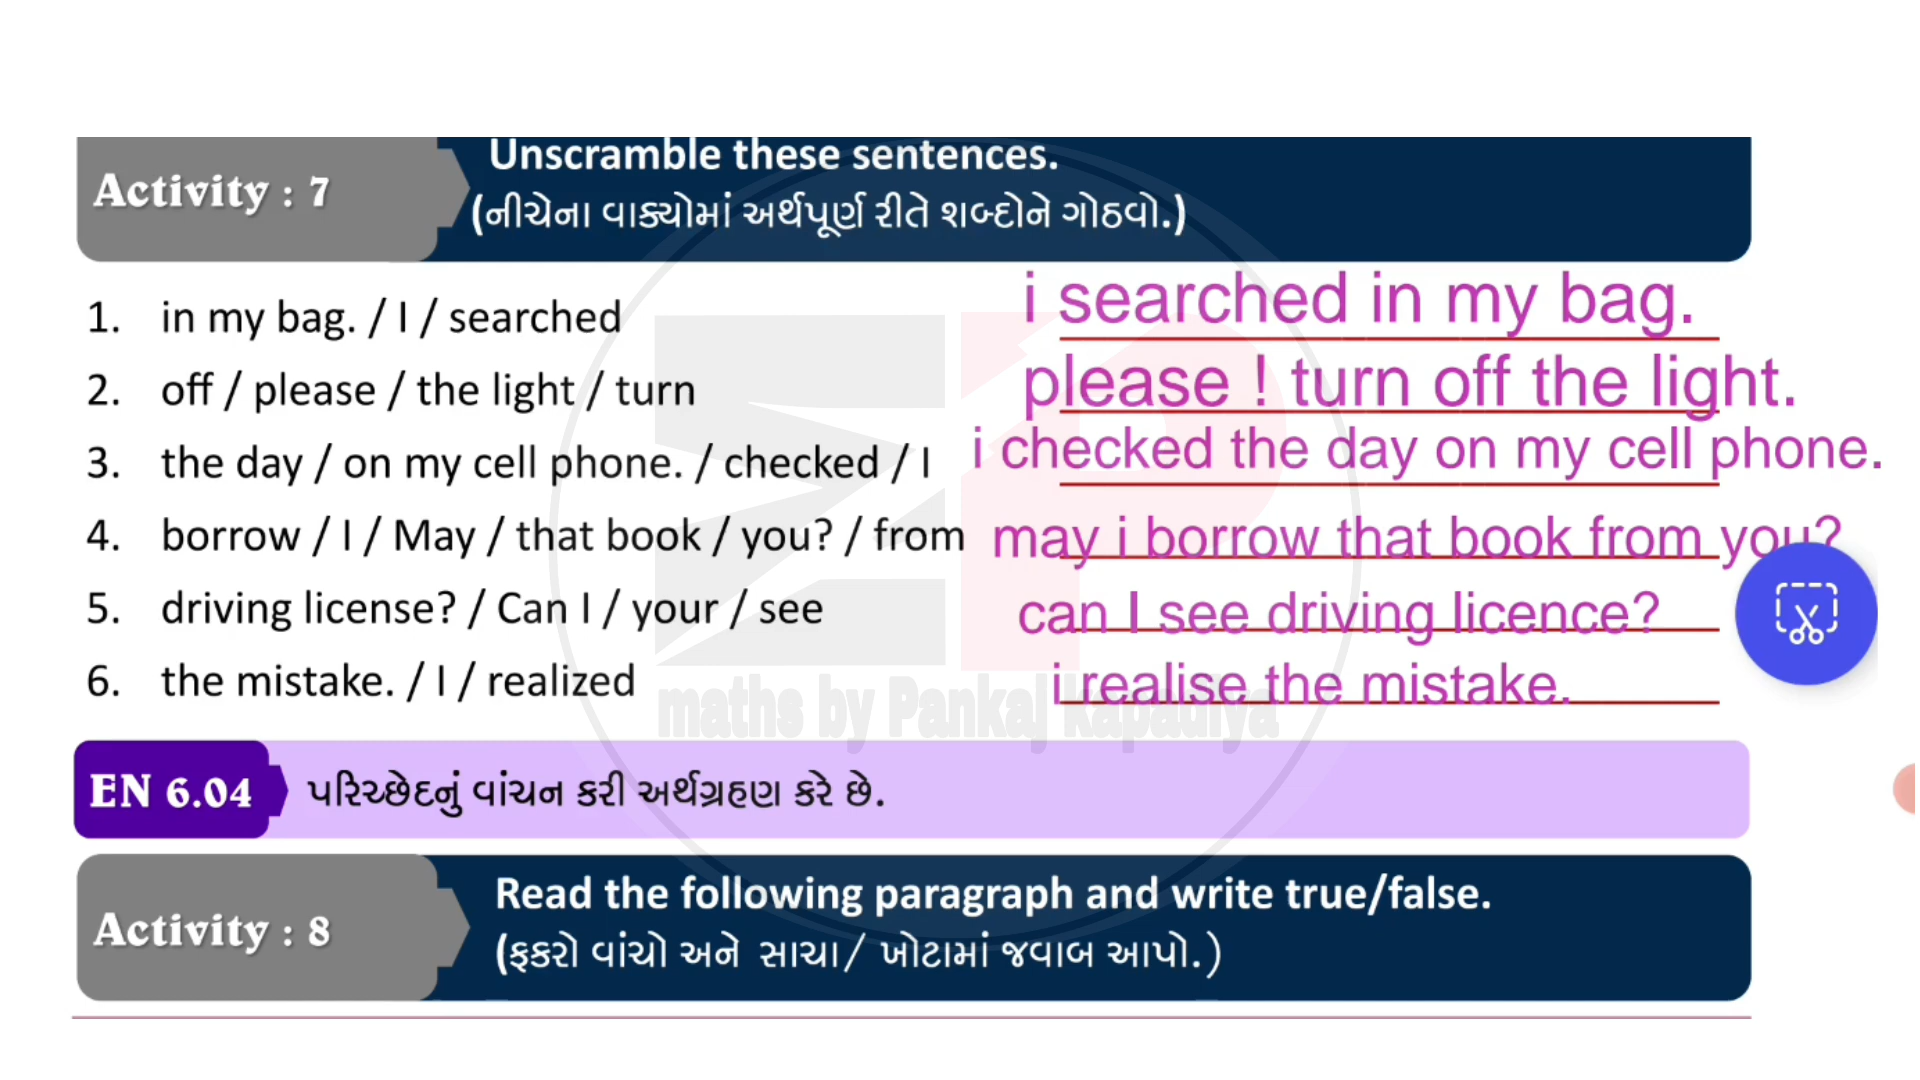 Unscramble these sentences.
Activity : 7
(નીચેના વાક્યોમાં અર્થપૂર્ણ રીતે શબ્દોને ગોઠવો.)
1. in my bag. / I / searched i searched in my bag.
2. off / please / the light / turn please ! turn off the light.
3. the day / on my cell phone. / checked / I i checked the day on my cell phone.
4. borrow / I / May / that book / you? / from may i borrow that book from you?
5. driving license? / Can I / your / see can I see driving licence?
6. the mistake. / I / realized i realise the mistake.
maths by Pankaj kapadiya
EN 6.04 પરિચ્છેદનું વાંચન કરી અર્થગ્રહણ કરે છે.
Read the following paragraph and write true/false.
Activity : 8
(ફકરો વાંચો અને સાચા/ ખોટામાં જવાબ આપો.)